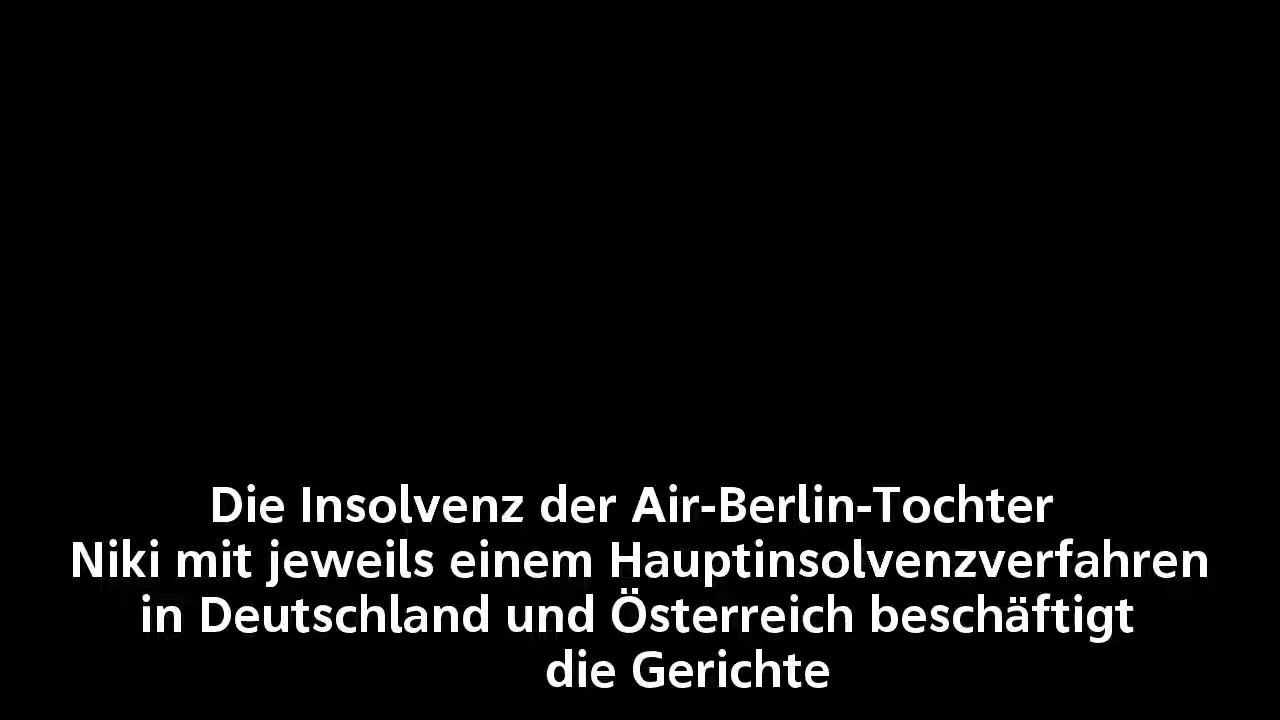 Die Insolvenz der Air-Berlin-Tochter
Niki mit jeweils einem Hauptinsolvenzverfahren
in Deutschland und Österreich beschäftigt
die Gerichte